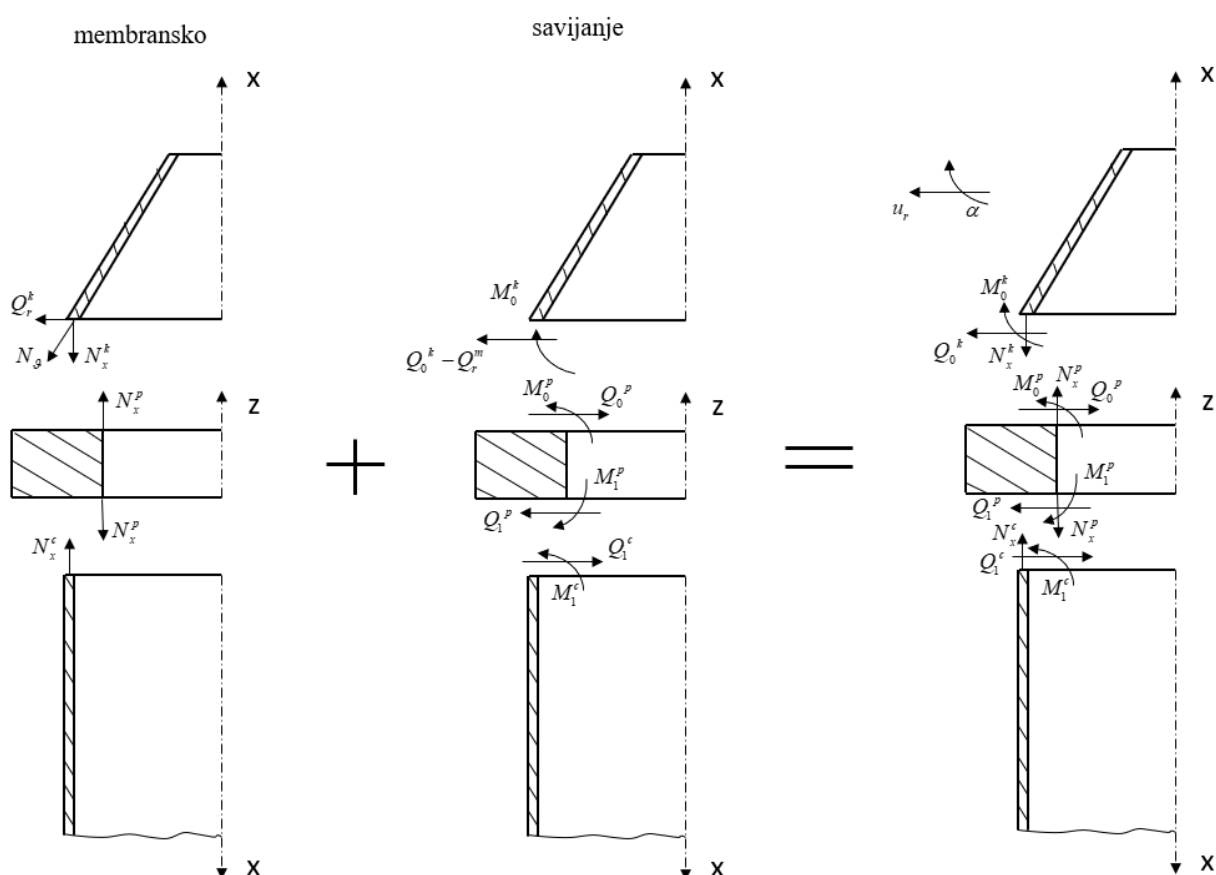 membransko
savijanje
x
x
x
Q_r^k
N_ϑ
N_x^k
M_0^k
Q_0^k − Q_r^m
u_r
α
M_0^k
Q_0^k
N_x^k
N_x^p
z
N_x^p
+
M_0^p
Q_0^p
z
M_1^p
Q_1^p
=
M_0^p
N_x^p
Q_0^p
z
M_1^p
Q_1^p
N_x^p
N_x^c
Q_1^c
M_1^c
N_x^c
Q_1^c
M_1^c
x
x
x